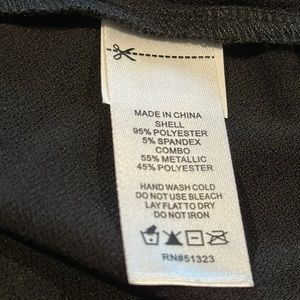 MADE IN CHINA
SHELL
95% POLYESTER
5% SPANDEX
COMBO
55% METALLIC
45% POLYESTER
HAND WASH COLD
DO NOT USE BLEACH
LAY FLAT TO DRY
DO NOT IRON
RN#51323